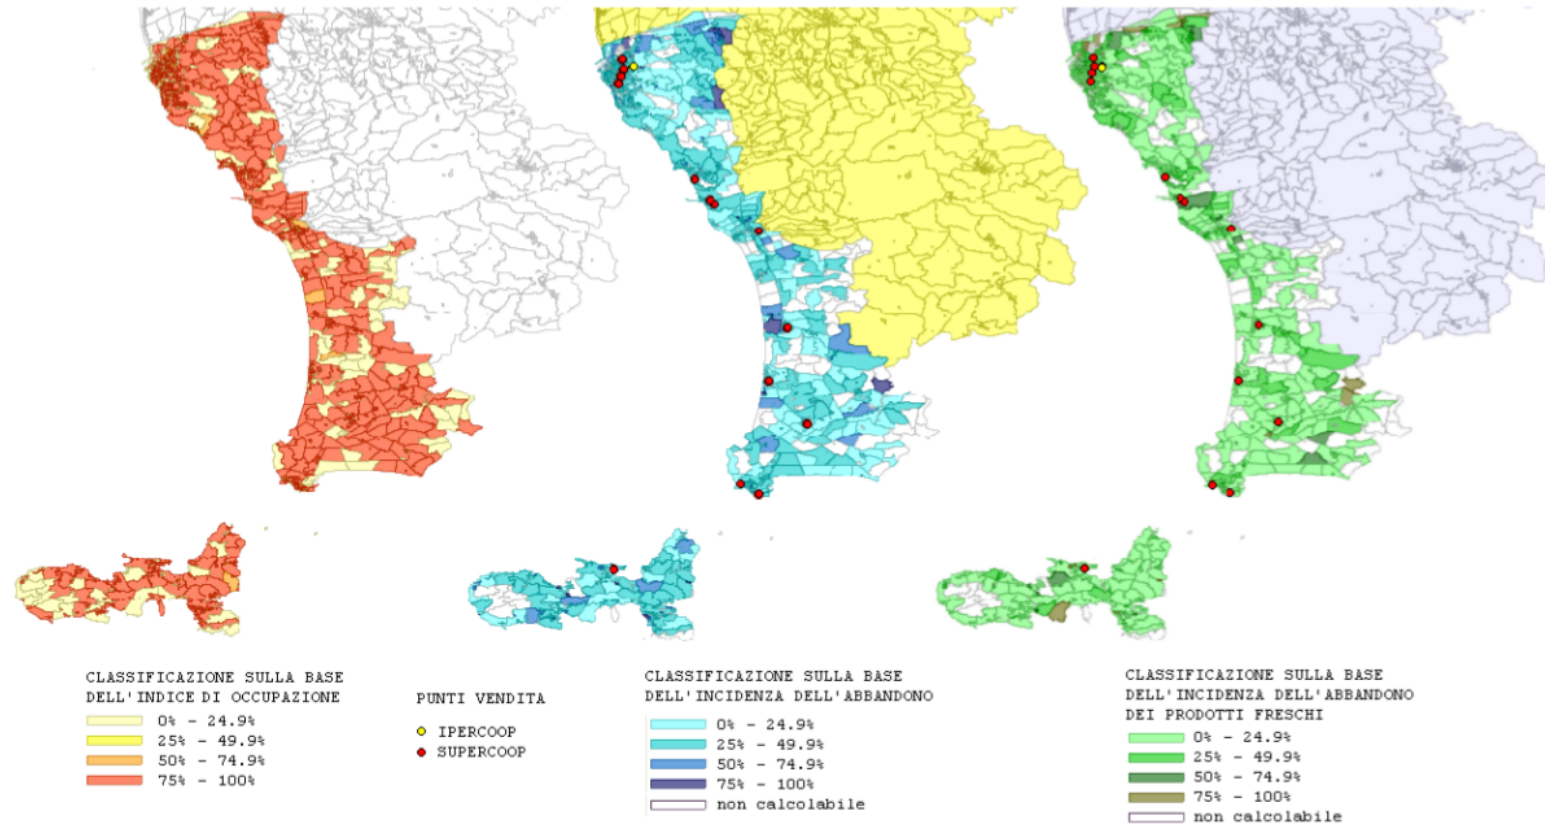 CLASSIFICAZIONE SULLA BASE
DELL'INDICE DI OCCUPAZIONE
0% - 24.9%
25% - 49.9%
50% - 74.9%
75% - 100%
PUNTI VENDITA
IPERCOOP
SUPERCOOP
CLASSIFICAZIONE SULLA BASE
DELL'INCIDENZA DELL'ABBANDONO
0% - 24.9%
25% - 49.9%
50% - 74.9%
75% - 100%
non calcolabile
CLASSIFICAZIONE SULLA BASE
DELL'INCIDENZA DELL'ABBANDONO
DEI PRODOTTI FRESCHI
0% - 24.9%
25% - 49.9%
50% - 74.9%
75% - 100%
non calcolabile